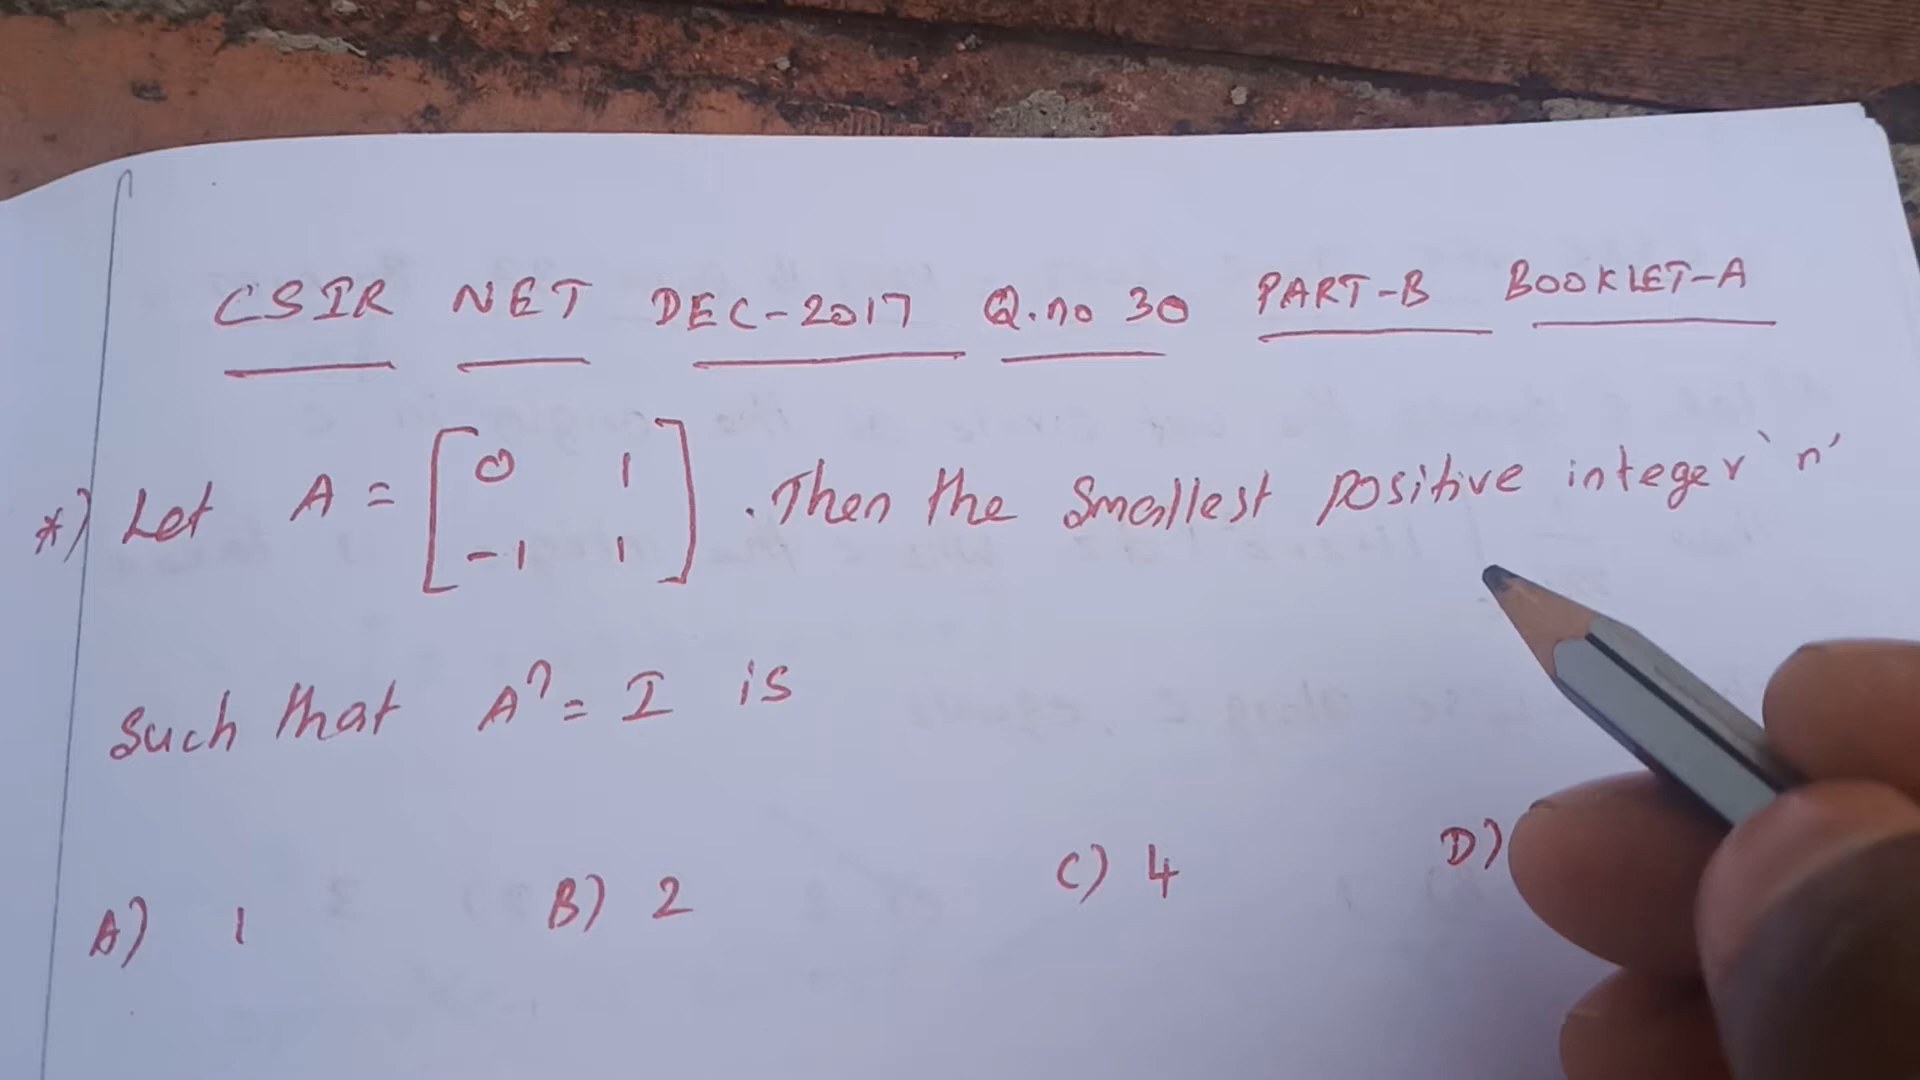 CSIR NET DEC-2017 Q.no 30 PART-B BOOKLET-A
*) Let A = [ 0 1 ] . Then the smallest positive integer 'n'
[ -1 1 ]
Such that Aⁿ = I is
A) 1 B) 2 C) 4 D)